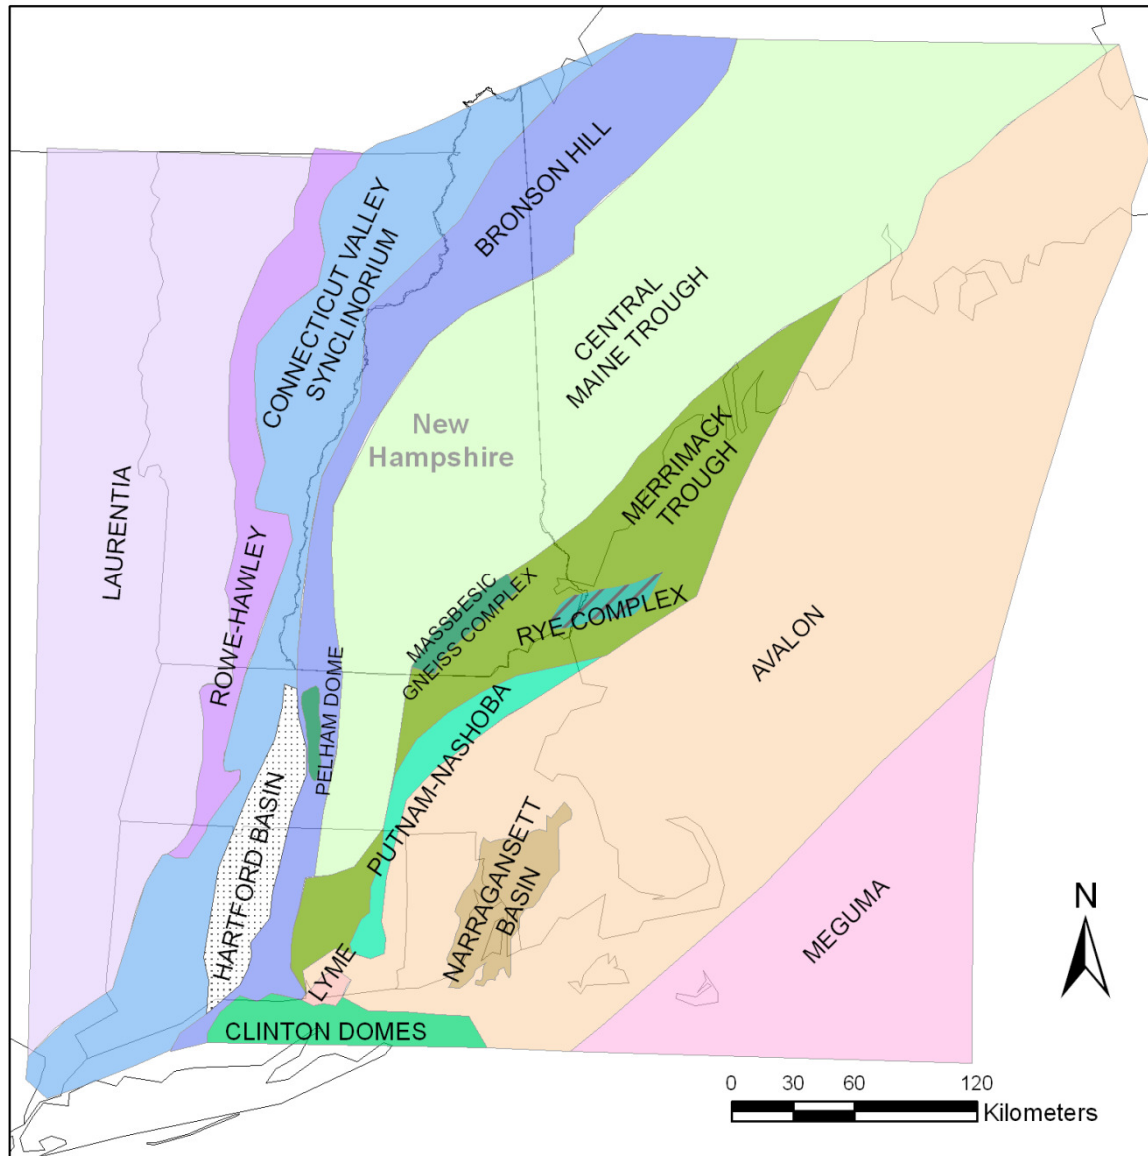 BRONSON HILL
CONNECTICUT VALLEY
SYNCLINORIUM
CENTRAL
MAINE TROUGH
New
Hampshire
MERRIMACK
TROUGH
LAURENTIA
ROWE-HAWLEY
MASSBESIC
GNEISS COMPLEX
RYE COMPLEX
AVALON
PELHAM DOME
PUTNAM-NASHOBA
HARTFORD BASIN
NARRAGANSETT
BASIN
MEGUMA
N
LYME
CLINTON DOMES
0 30 60 120
Kilometers